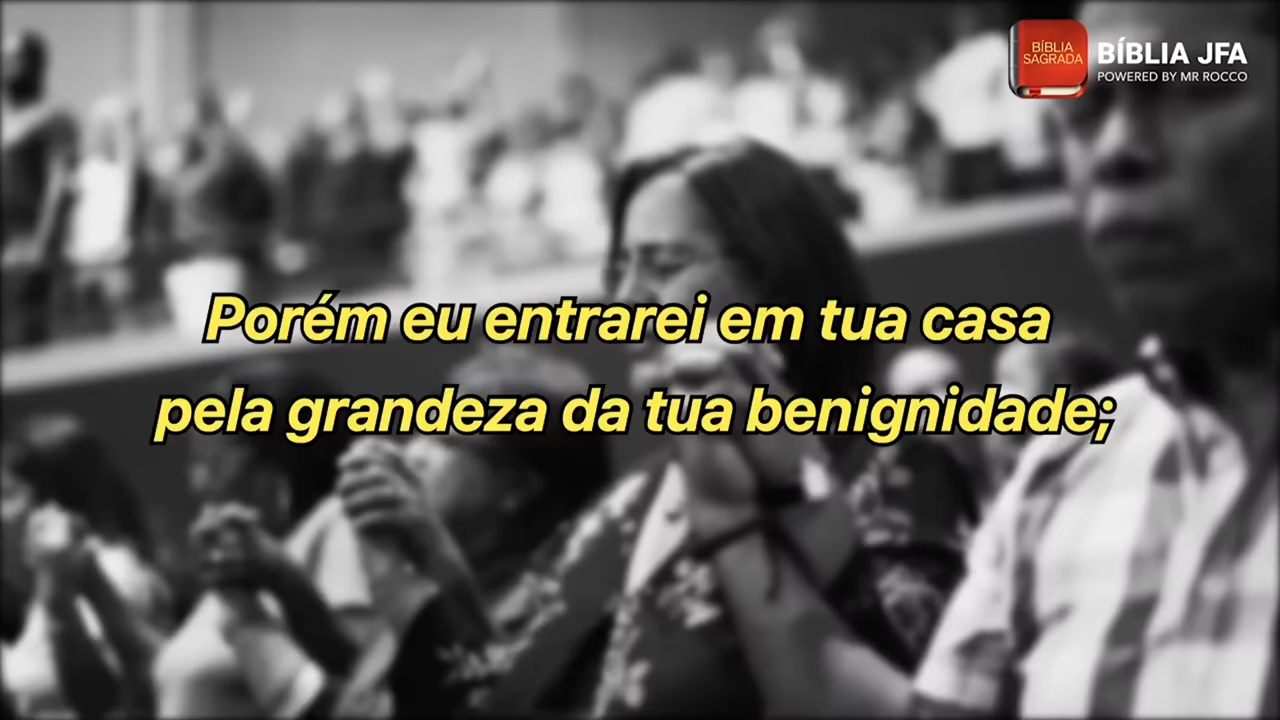 BÍBLIA
SAGRADA
BÍBLIA JFA
POWERED BY MR ROCCO
Porém eu entrarei em tua casa
pela grandeza da tua benignidade;